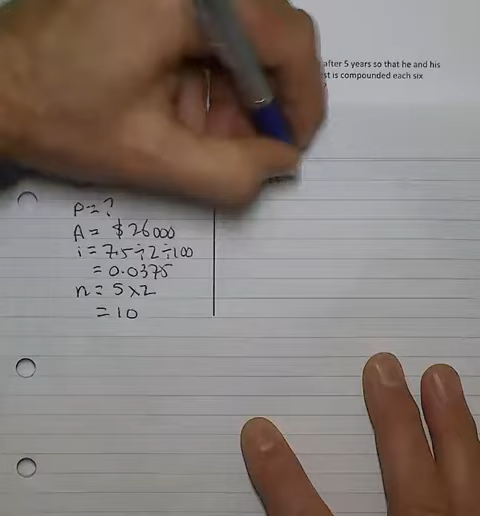 after 5 years so that he and his
st is compounded each six
P = ?
A = $26000
i = 7.5÷2÷100
= 0.0375
n = 5×2
= 10